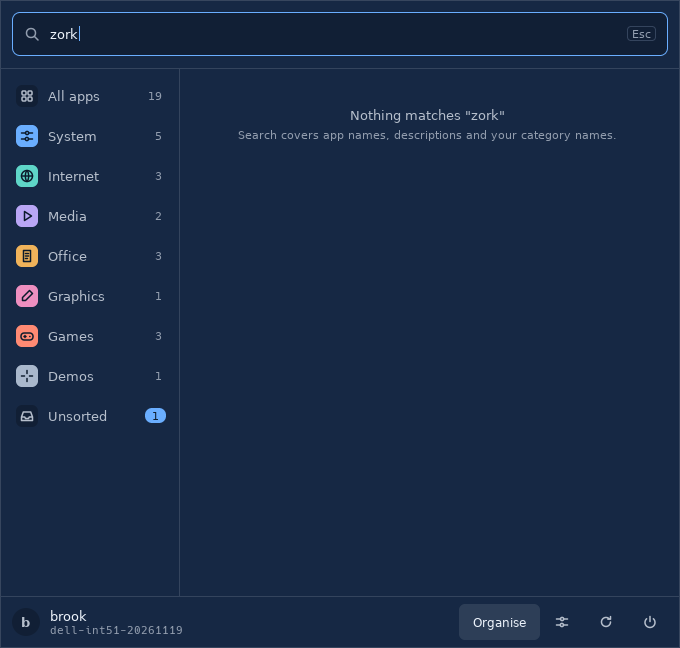 zork
Esc
All apps 19
System 5
Internet 3
Media 2
Office 3
Graphics 1
Games 3
Demos 1
Unsorted 1
Nothing matches "zork"
Search covers app names, descriptions and your category names.
b
brook
dell-int51-20261119
Organise